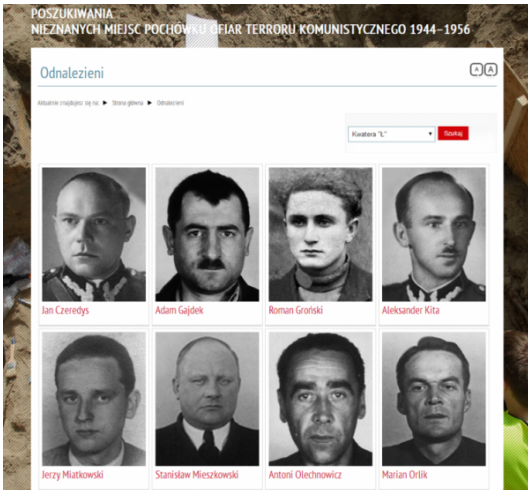 POSZUKIWANIA
NIEZNANYCH MIEJSC POCHÓWKU OFIAR TERRORU KOMUNISTYCZNEGO 1944–1956
Odnalezieni
A A
Aktualnie znajdujesz się na: ► Strona główna ► Odnalezieni
Kwatera "Ł" ▼ Szukaj
Jan Czeredys Adam Gajdek Roman Groński Aleksander Kita
Jerzy Miatkowski Stanisław Mieszkowski Antoni Olechnowicz Marian Orlik